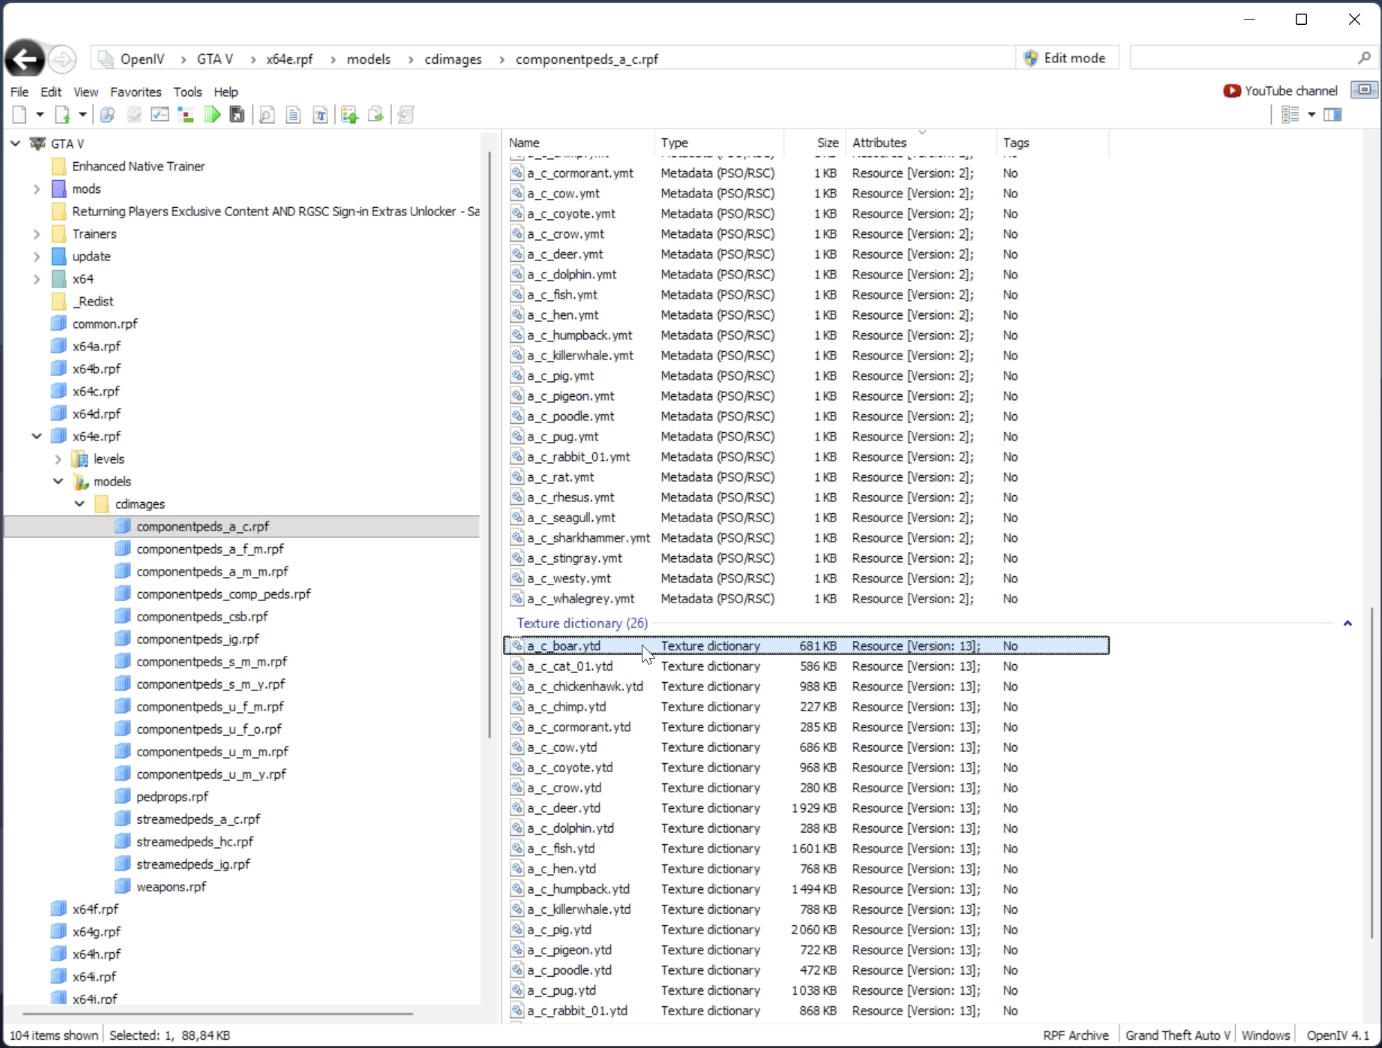 OpenIV
GTA V
x64e.rpf
models
cdimages
componentpeds_a_c.rpf
Edit mode
File Edit View Favorites Tools Help
YouTube channel
GTA V
Enhanced Native Trainer
mods
Returning Players Exclusive Content AND RGSC Sign-in Extras Unlocker - Sa
Trainers
update
x64
_Redist
common.rpf
x64a.rpf
x64b.rpf
x64c.rpf
x64d.rpf
x64e.rpf
levels
models
cdimages
componentpeds_a_c.rpf
componentpeds_a_f_m.rpf
componentpeds_a_m_m.rpf
componentpeds_comp_peds.rpf
componentpeds_csb.rpf
componentpeds_ig.rpf
componentpeds_s_m_m.rpf
componentpeds_s_m_y.rpf
componentpeds_u_f_m.rpf
componentpeds_u_f_o.rpf
componentpeds_u_m_m.rpf
componentpeds_u_m_y.rpf
pedprops.rpf
streamedpeds_a_c.rpf
streamedpeds_hc.rpf
streamedpeds_ig.rpf
weapons.rpf
x64f.rpf
x64g.rpf
x64h.rpf
x64i.rpf
x64j.rpf
Name Type Size Attributes Tags
a_c_cormorant.ymt Metadata (PSO/RSC) 1 KB Resource [Version: 2]; No
a_c_cow.ymt Metadata (PSO/RSC) 1 KB Resource [Version: 2]; No
a_c_coyote.ymt Metadata (PSO/RSC) 1 KB Resource [Version: 2]; No
a_c_crow.ymt Metadata (PSO/RSC) 1 KB Resource [Version: 2]; No
a_c_deer.ymt Metadata (PSO/RSC) 1 KB Resource [Version: 2]; No
a_c_dolphin.ymt Metadata (PSO/RSC) 1 KB Resource [Version: 2]; No
a_c_fish.ymt Metadata (PSO/RSC) 1 KB Resource [Version: 2]; No
a_c_hen.ymt Metadata (PSO/RSC) 1 KB Resource [Version: 2]; No
a_c_humpback.ymt Metadata (PSO/RSC) 1 KB Resource [Version: 2]; No
a_c_killerwhale.ymt Metadata (PSO/RSC) 1 KB Resource [Version: 2]; No
a_c_pig.ymt Metadata (PSO/RSC) 1 KB Resource [Version: 2]; No
a_c_pigeon.ymt Metadata (PSO/RSC) 1 KB Resource [Version: 2]; No
a_c_poodle.ymt Metadata (PSO/RSC) 1 KB Resource [Version: 2]; No
a_c_pug.ymt Metadata (PSO/RSC) 1 KB Resource [Version: 2]; No
a_c_rabbit_01.ymt Metadata (PSO/RSC) 1 KB Resource [Version: 2]; No
a_c_rat.ymt Metadata (PSO/RSC) 1 KB Resource [Version: 2]; No
a_c_rhesus.ymt Metadata (PSO/RSC) 1 KB Resource [Version: 2]; No
a_c_seagull.ymt Metadata (PSO/RSC) 1 KB Resource [Version: 2]; No
a_c_sharkhammer.ymt Metadata (PSO/RSC) 1 KB Resource [Version: 2]; No
a_c_stingray.ymt Metadata (PSO/RSC) 1 KB Resource [Version: 2]; No
a_c_westy.ymt Metadata (PSO/RSC) 1 KB Resource [Version: 2]; No
a_c_whalegrey.ymt Metadata (PSO/RSC) 1 KB Resource [Version: 2]; No
Texture dictionary (26)
a_c_boar.ytd Texture dictionary 681 KB Resource [Version: 13]; No
a_c_cat_01.ytd Texture dictionary 586 KB Resource [Version: 13]; No
a_c_chickenhawk.ytd Texture dictionary 988 KB Resource [Version: 13]; No
a_c_chimp.ytd Texture dictionary 227 KB Resource [Version: 13]; No
a_c_cormorant.ytd Texture dictionary 285 KB Resource [Version: 13]; No
a_c_cow.ytd Texture dictionary 686 KB Resource [Version: 13]; No
a_c_coyote.ytd Texture dictionary 968 KB Resource [Version: 13]; No
a_c_crow.ytd Texture dictionary 280 KB Resource [Version: 13]; No
a_c_deer.ytd Texture dictionary 1 929 KB Resource [Version: 13]; No
a_c_dolphin.ytd Texture dictionary 288 KB Resource [Version: 13]; No
a_c_fish.ytd Texture dictionary 1 601 KB Resource [Version: 13]; No
a_c_hen.ytd Texture dictionary 768 KB Resource [Version: 13]; No
a_c_humpback.ytd Texture dictionary 1 494 KB Resource [Version: 13]; No
a_c_killerwhale.ytd Texture dictionary 788 KB Resource [Version: 13]; No
a_c_pig.ytd Texture dictionary 2 060 KB Resource [Version: 13]; No
a_c_pigeon.ytd Texture dictionary 722 KB Resource [Version: 13]; No
a_c_poodle.ytd Texture dictionary 472 KB Resource [Version: 13]; No
a_c_pug.ytd Texture dictionary 1 038 KB Resource [Version: 13]; No
a_c_rabbit_01.ytd Texture dictionary 868 KB Resource [Version: 13]; No
104 items shown Selected: 1, 88,84 KB RPF Archive Grand Theft Auto V Windows OpenIV 4.1